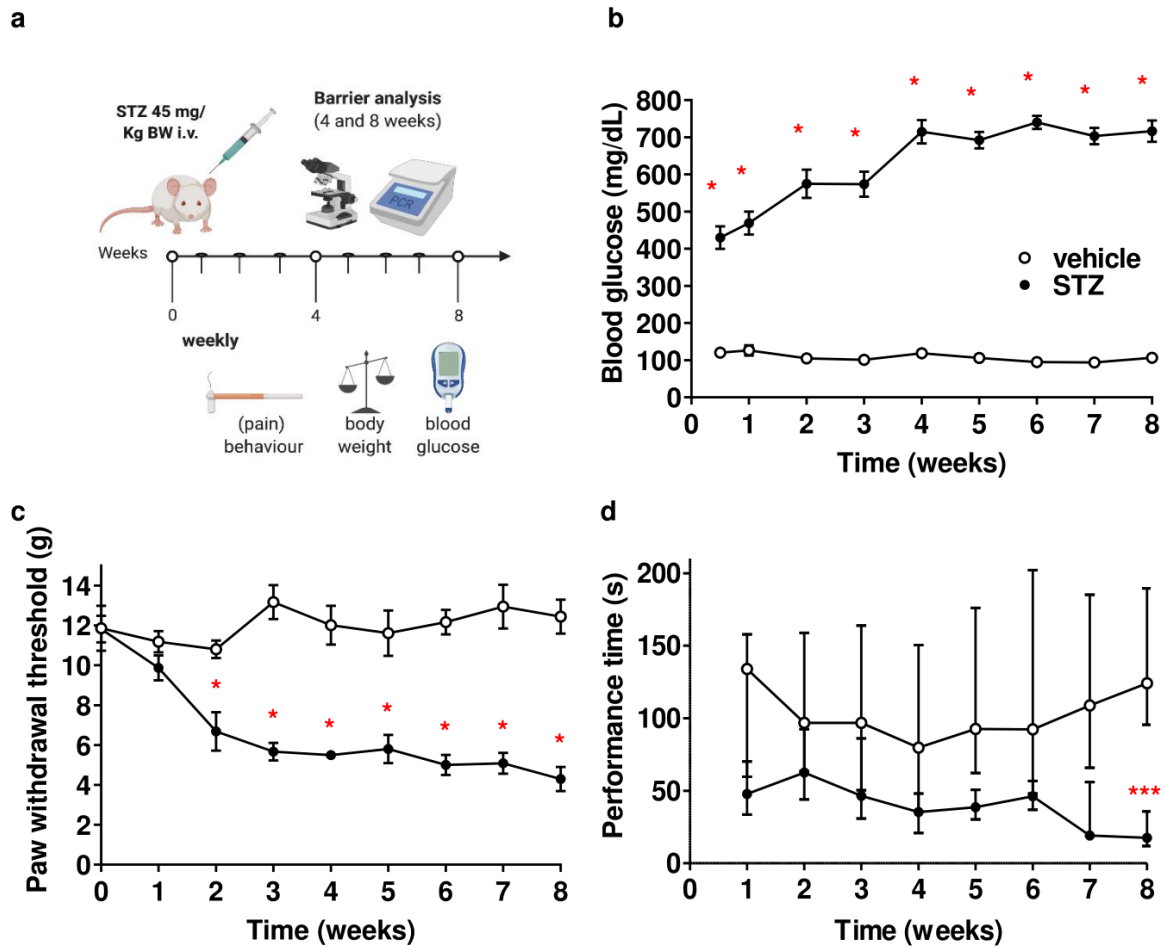 a
STZ 45 mg/
Kg BW i.v.
Barrier analysis
(4 and 8 weeks)
PCR
Weeks
0
4
8
weekly
(pain)
behaviour
body
weight
blood
glucose
b
Blood glucose (mg/dL)
800
700
600
500
400
300
200
100
0
* * * * * * * * *
vehicle
STZ
0 1 2 3 4 5 6 7 8
Time (weeks)
c
Paw withdrawal threshold (g)
14
12
10
8
6
4
2
0
* * * * * * *
0 1 2 3 4 5 6 7 8
Time (weeks)
d
Performance time (s)
200
150
100
50
0
***
0 1 2 3 4 5 6 7 8
Time (weeks)